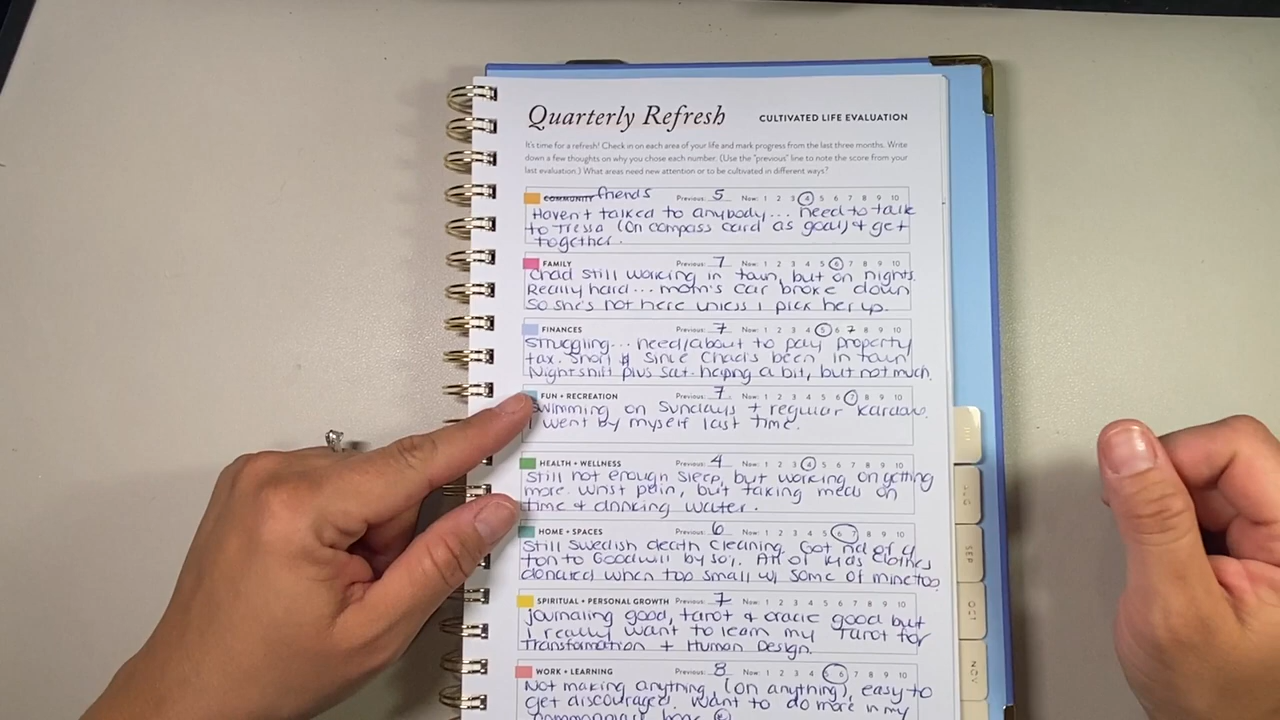 Quarterly Refresh CULTIVATED LIFE EVALUATION
It's time for a refresh! Check in on each area of your life and mark progress from the last three months. Write
down a few thoughts on why you chose each number. (Use the "previous" line to note the score from your
last evaluation.) What areas need new attention or to be cultivated in different ways?
COMMUNITY friends Previous: 5 Now: 1 2 3 4 5 6 7 8 9 10
Haven't talked to anybody... need to talk
to Tressa (on compass card as goal) & get
together.
FAMILY Previous: 7 Now: 1 2 3 4 5 6 7 8 9 10
Chad still working in town, but on nights.
Really hard... mom's car broke down
so she's not here unless I pick her up.
FINANCES Previous: 7 Now: 1 2 3 4 5 6 7 8 9 10
Struggling... need/about to pay property
tax. Short $ since Chad's been in town
Nightshift plus Sat. helping a bit, but not much.
FUN + RECREATION Previous: 7 Now: 1 2 3 4 5 6 7 8 9 10
Swimming on Sundays + regular
I went by myself last time.
HEALTH + WELLNESS Previous: 4 Now: 1 2 3 4 5 6 7 8 9 10
Still not enough sleep, but working on getting
more. Wrist pain, but taking meds on
time & drinking water.
HOME + SPACES Previous: 6 Now: 1 2 3 4 5 6 7 8 9 10
Still Swedish death cleaning. Got rid of a
ton to Goodwill by so. All of kids clothes
donated when too small w/ some of mine too
SPIRITUAL + PERSONAL GROWTH Previous: 7 Now: 1 2 3 4 5 6 7 8 9 10
journaling good, tarot & oracle good but
I really want to learn my Tarot for
Transformation + Human Design.
WORK + LEARNING Previous: 8 Now: 1 2 3 4 5 6 7 8 9 10
Not making anything, (on anything), easy to
get discouraged. Want to do more in my
JUL
AUG
SEP
OCT
NOV